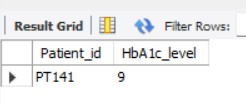 Result Grid Filter Rows:
Patient_id HbA1c_level
PT141 9